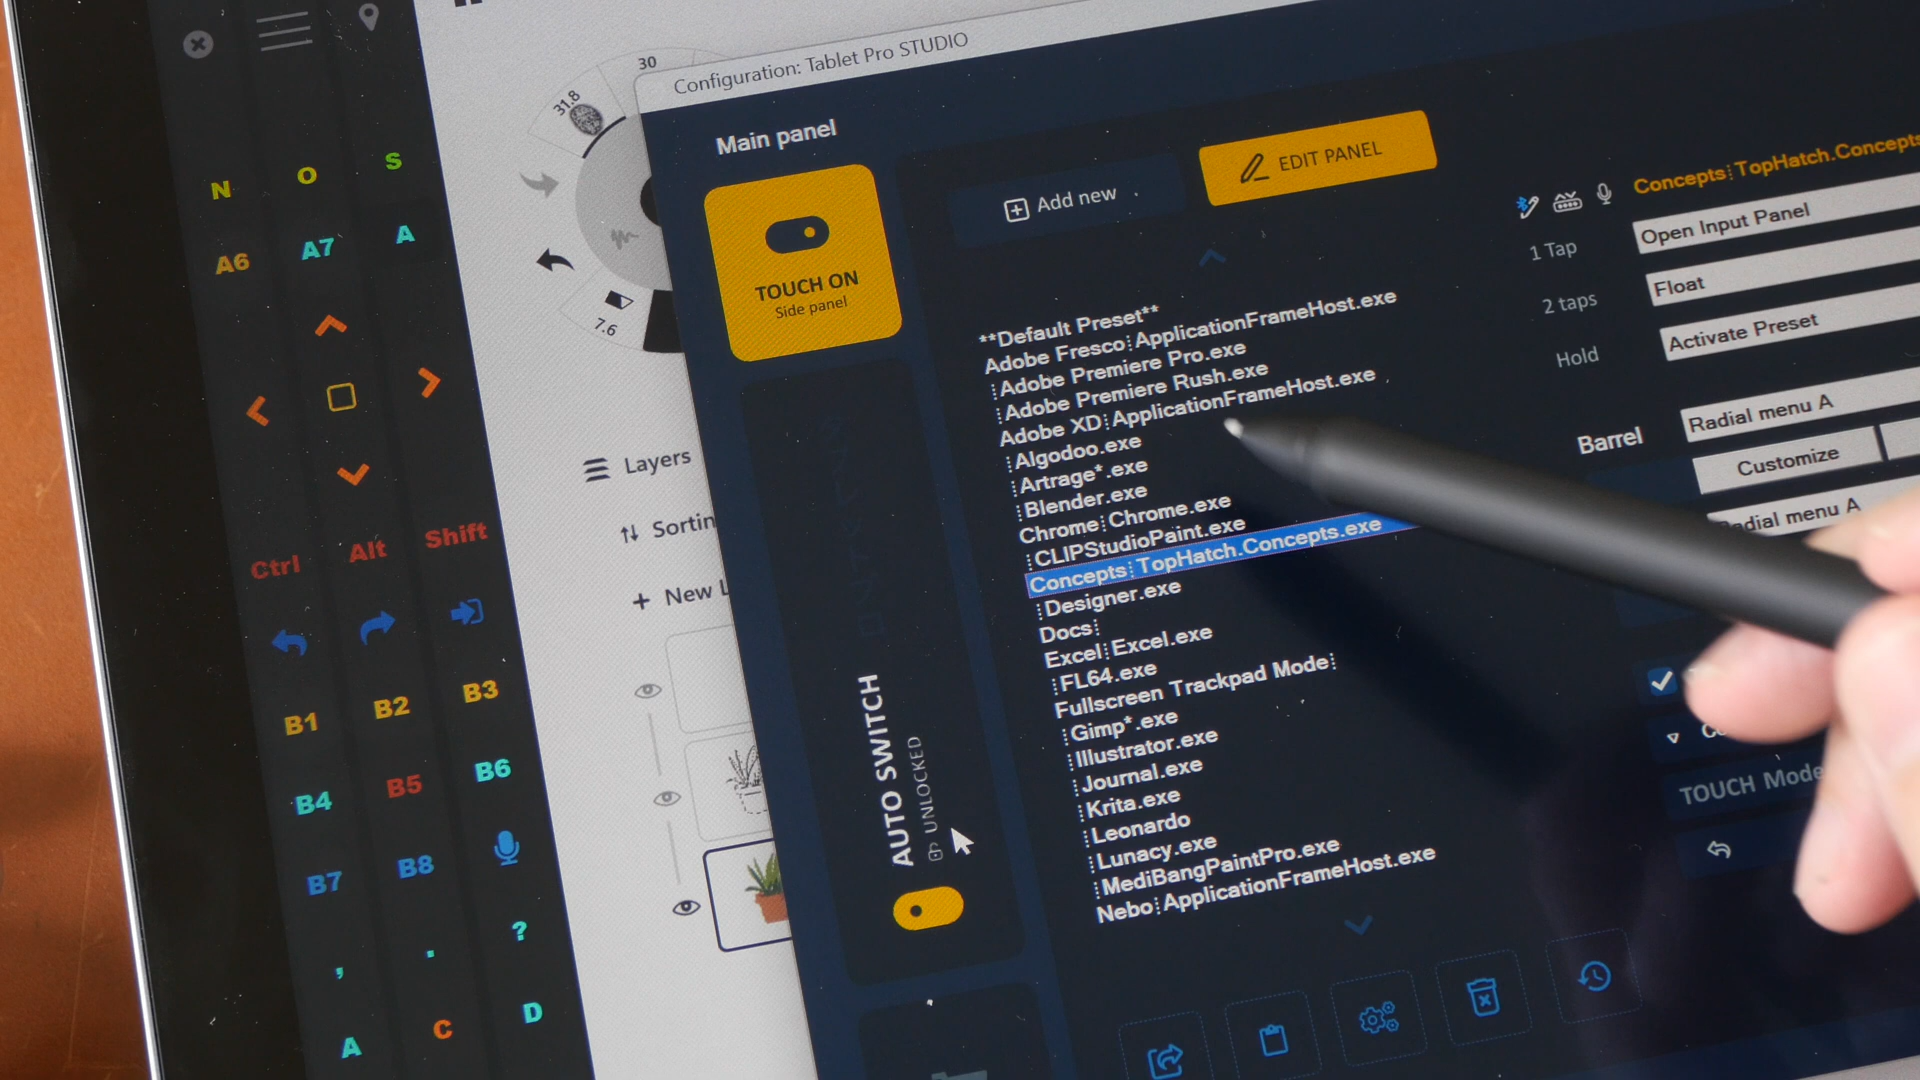 N O S
A6 A7 A
Ctrl Alt Shift
B1 B2 B3
B4 B5 B6
B7 B8
, . ?
A C D
30
31.8
7.6
Layers
New
Configuration: Tablet Pro STUDIO
Main panel
TOUCH ON
Side panel
AUTO SWITCH
UNLOCKED
Add new
EDIT PANEL
**Default Preset**
Adobe Fresco⁝ApplicationFrameHost.exe
⁝Adobe Premiere Pro.exe
⁝Adobe Premiere Rush.exe
Adobe XD⁝ApplicationFrameHost.exe
⁝Algodoo.exe
⁝Artrage*.exe
⁝Blender.exe
Chrome⁝Chrome.exe
⁝CLIPStudioPaint.exe
Concepts⁝TopHatch.Concepts.exe
⁝Designer.exe
Docs⁝
Excel⁝Excel.exe
⁝FL64.exe
Fullscreen Trackpad Mode⁝
⁝Gimp*.exe
⁝Illustrator.exe
⁝Journal.exe
⁝Krita.exe
⁝Leonardo
⁝Lunacy.exe
⁝MediBangPaintPro.exe
Nebo⁝ApplicationFrameHost.exe
Concepts⁝TopHatch.Concepts
1 Tap Open Input Panel
2 taps Float
Hold Activate Preset
Barrel Radial menu A
Customize
Radial menu A
TOUCH Mode